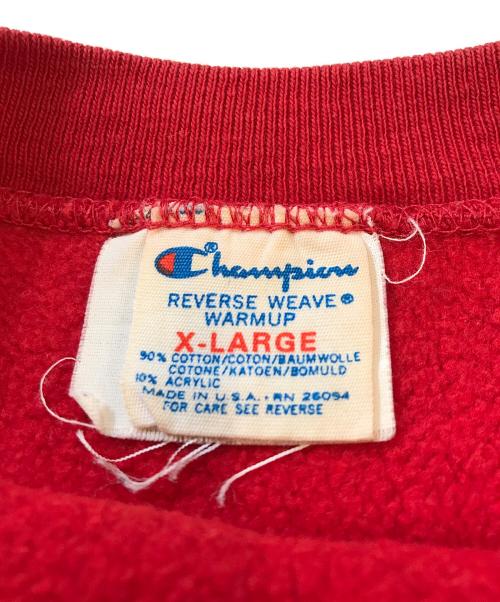 Champion®
REVERSE WEAVE®
WARMUP
X-LARGE
90% COTTON/COTON/BAUMWOLLE
COTONE/KATOEN/BOMULD
10% ACRYLIC
MADE IN U.S.A. • RN 26094
FOR CARE SEE REVERSE